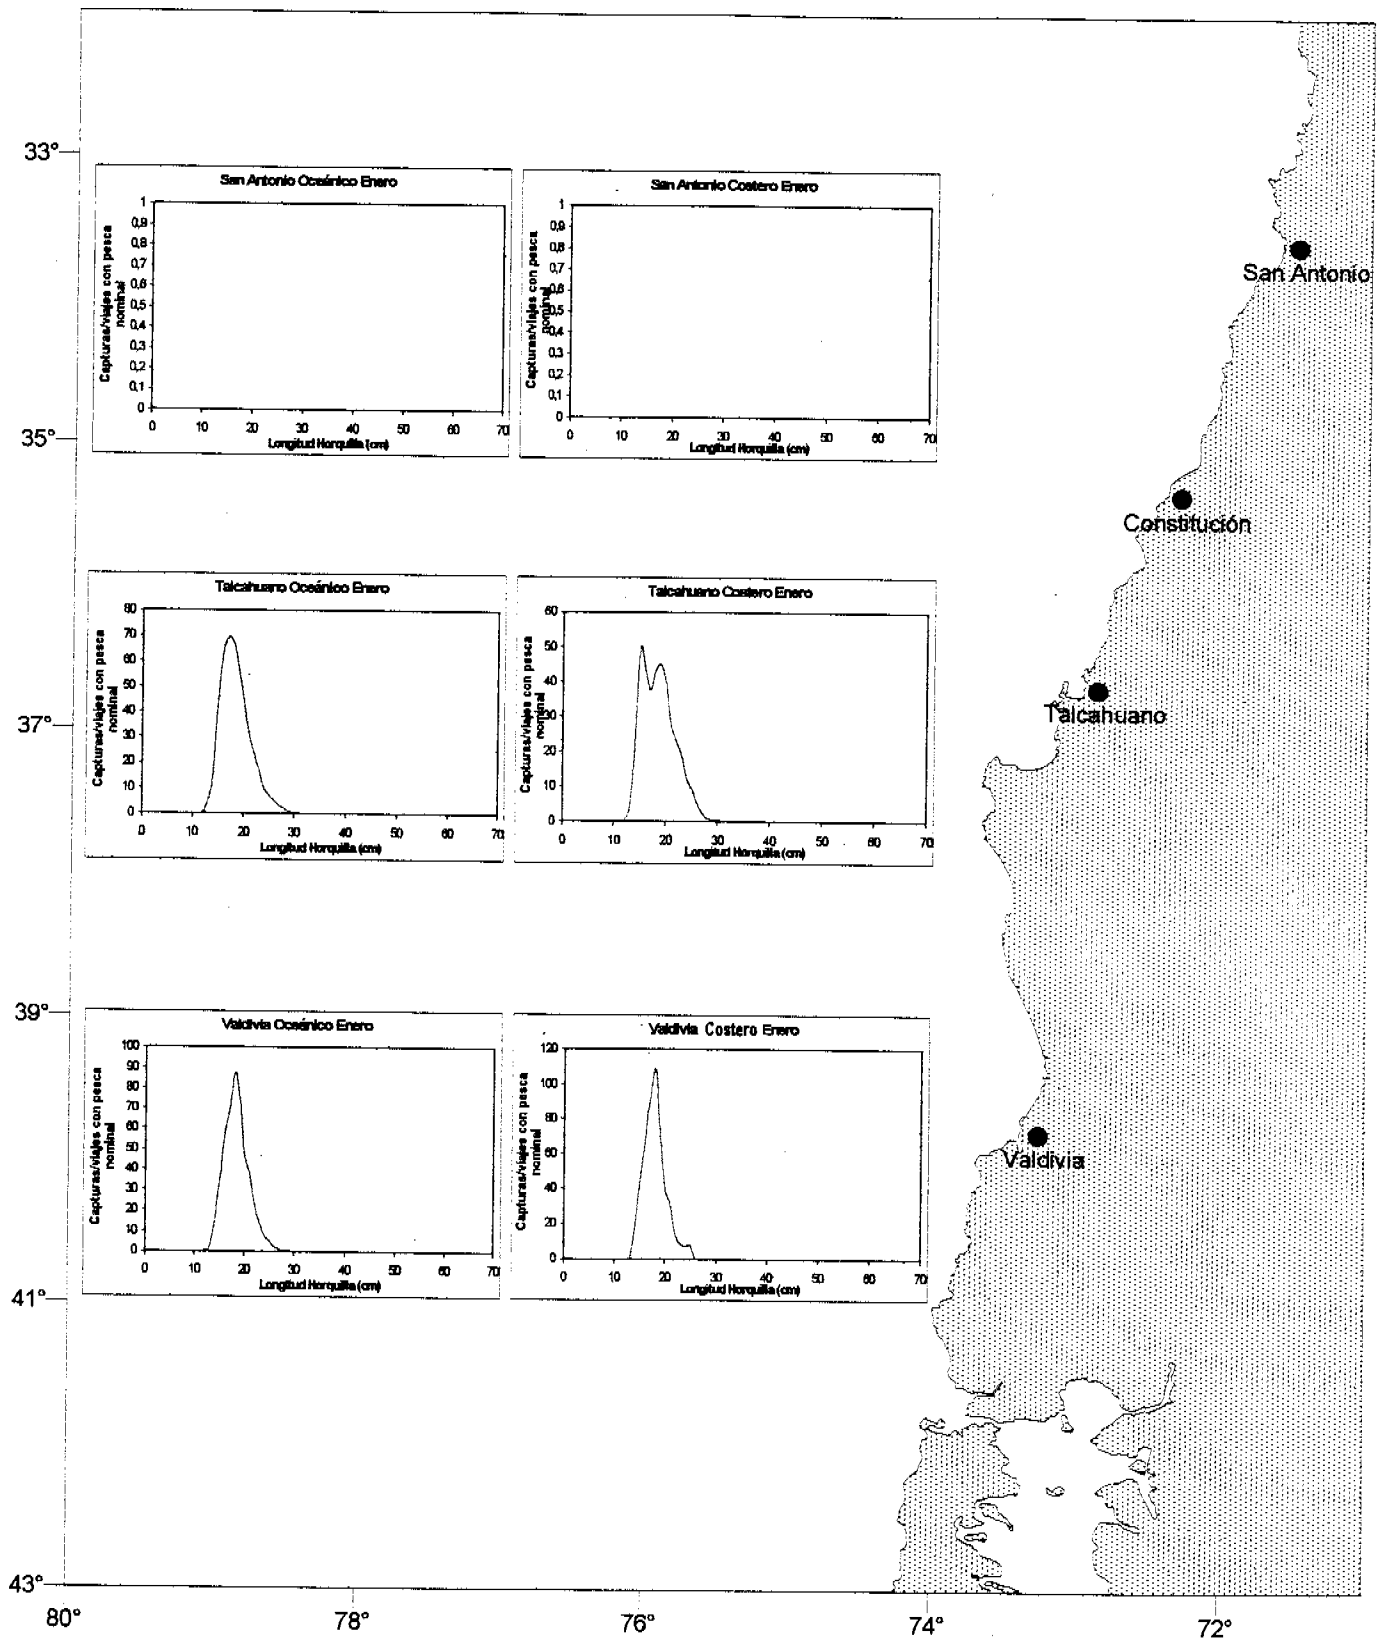 33°
San Antonio Oceánico Enero
Capturas/viajes con pesca
nominal
1
0,9
0,8
0,7
0,6
0,5
0,4
0,3
0,2
0,1
0
0 10 20 30 40 50 60 70
Longitud Horquilla (cm)
San Antonio Costero Enero
Capturas/viajes con pesca
nominal
1
0,9
0,8
0,7
0,6
0,5
0,4
0,3
0,2
0,1
0
0 10 20 30 40 50 60 70
Longitud Horquilla (cm)
San Antonio
35°
Constitución
Talcahuano Oceánico Enero
Capturas/viajes con pesca
nominal
80
70
60
50
40
30
20
10
0
0 10 20 30 40 50 60 70
Longitud Horquilla (cm)
Talcahuano Costero Enero
Capturas/viajes con pesca
nominal
60
50
40
30
20
10
0
0 10 20 30 40 50 60 70
Longitud Horquilla (cm)
Talcahuano
37°
39°
Valdivia Oceánico Enero
Capturas/viajes con pesca
nominal
100
90
80
70
60
50
40
30
20
10
0
0 10 20 30 40 50 60 70
Longitud Horquilla (cm)
Valdivia Costero Enero
Capturas/viajes con pesca
nominal
120
100
80
60
40
20
0
0 10 20 30 40 50 60 70
Longitud Horquilla (cm)
Valdivia
41°
43°
80° 78° 76° 74° 72°